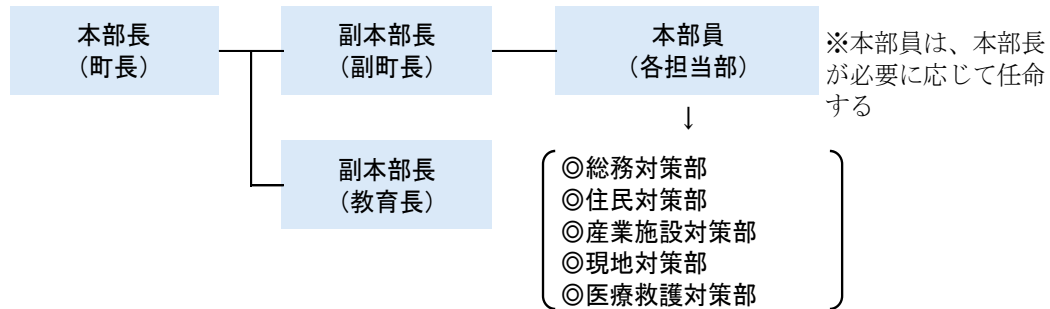 本部長
（町長）
副本部長
（副町長）
本部員
（各担当部）
※本部員は、本部長
が必要に応じて任命
する
↓
副本部長
（教育長）
◎総務対策部
◎住民対策部
◎産業施設対策部
◎現地対策部
◎医療救護対策部